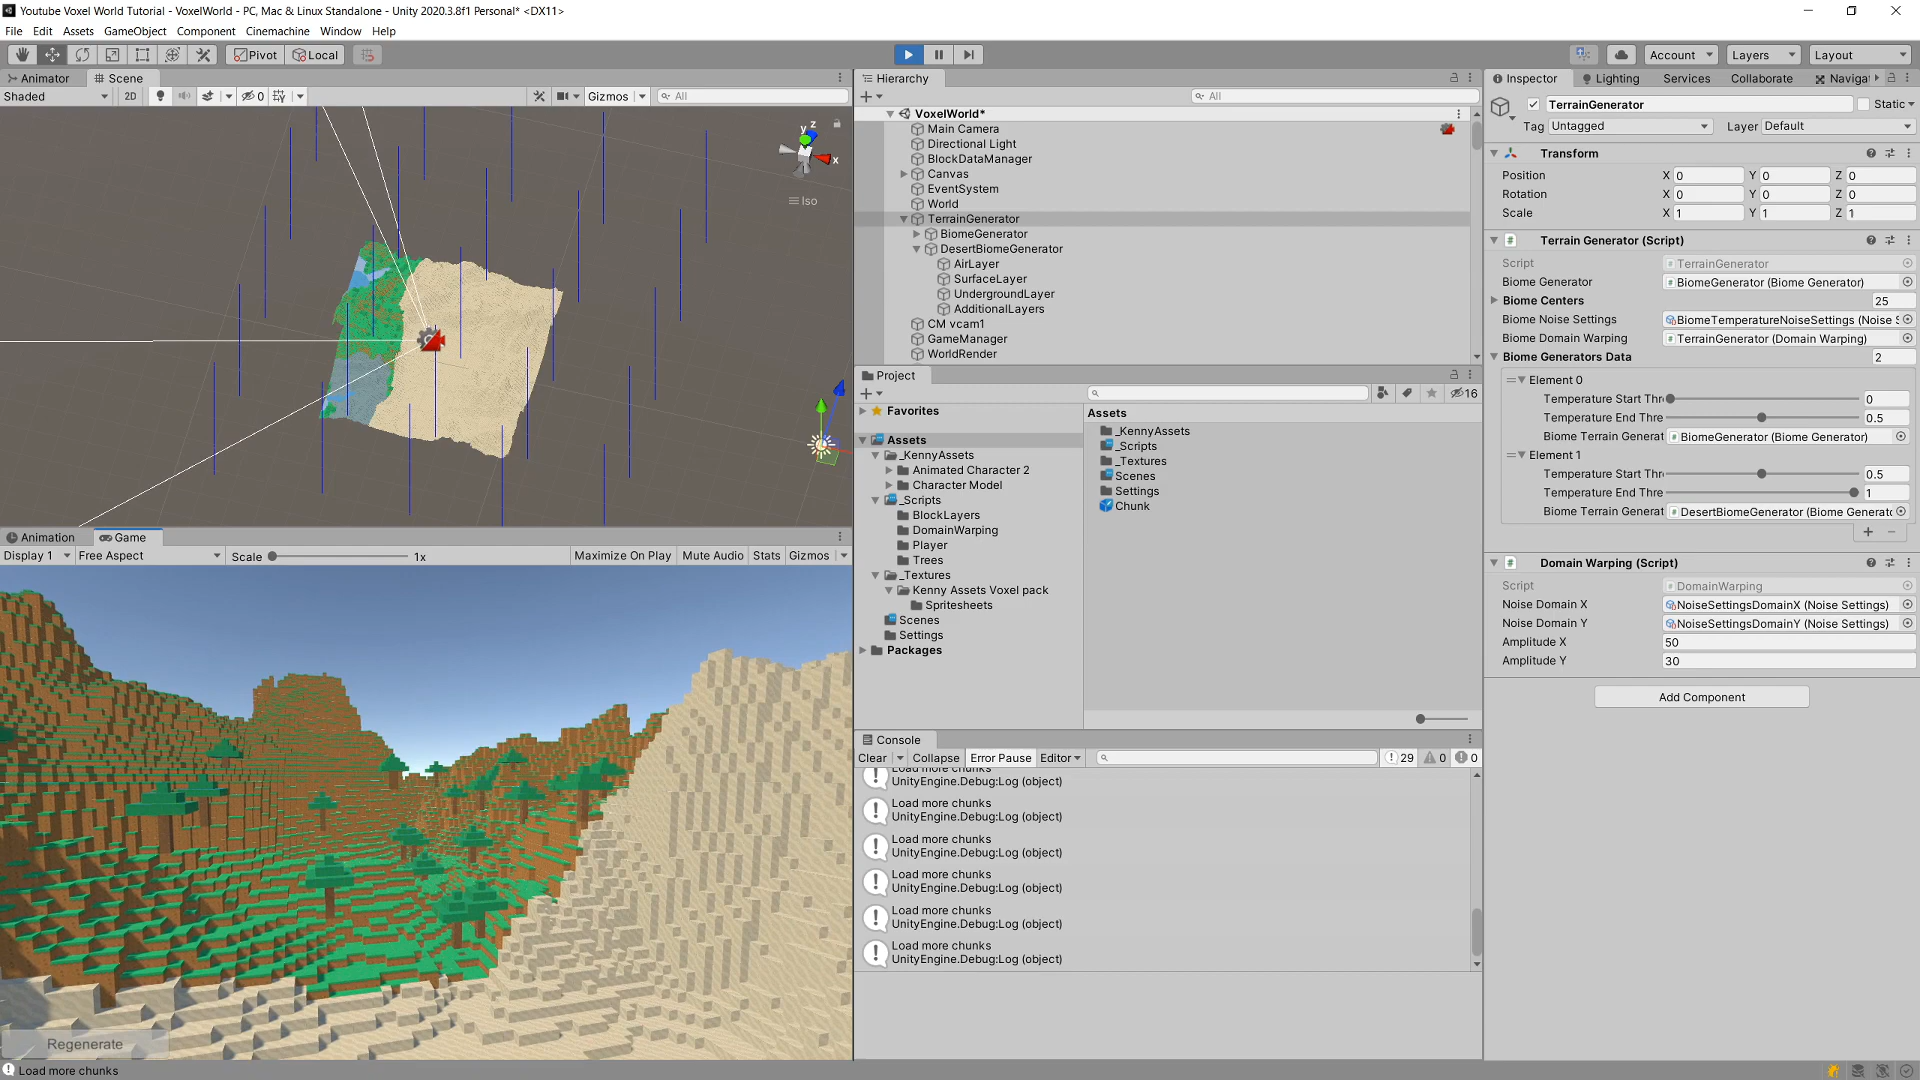 Youtube Voxel World Tutorial - VoxelWorld - PC, Mac & Linux Standalone - Unity 2020.3.8f1 Personal* <DX11>
File Edit Assets GameObject Component Cinemachine Window Help
Pivot Local Account Layers Layout
Animator Scene
Shaded 2D 0 Gizmos All
y z x
Iso
Animation Game
Display 1 Free Aspect Scale 1x Maximize On Play Mute Audio Stats Gizmos
Regenerate
Load more chunks
Hierarchy
All
VoxelWorld*
Main Camera
Directional Light
BlockDataManager
Canvas
EventSystem
World
TerrainGenerator
BiomeGenerator
DesertBiomeGenerator
AirLayer
SurfaceLayer
UndergroundLayer
AdditionalLayers
CM vcam1
GameManager
WorldRender
Project
16
Favorites
Assets
_KennyAssets
Animated Character 2
Character Model
_Scripts
BlockLayers
DomainWarping
Player
Trees
_Textures
Kenny Assets Voxel pack
Spritesheets
Scenes
Settings
Packages
Assets
_KennyAssets
_Scripts
_Textures
Scenes
Settings
Chunk
Console
Clear Collapse Error Pause Editor 29 0 0
Load more chunks
UnityEngine.Debug:Log (object)
Load more chunks
UnityEngine.Debug:Log (object)
Load more chunks
UnityEngine.Debug:Log (object)
Load more chunks
UnityEngine.Debug:Log (object)
Load more chunks
UnityEngine.Debug:Log (object)
Load more chunks
UnityEngine.Debug:Log (object)
Inspector Lighting Services Collaborate Navigat
TerrainGenerator Static
Tag Untagged Layer Default
Transform
Position X 0 Y 0 Z 0
Rotation X 0 Y 0 Z 0
Scale X 1 Y 1 Z 1
Terrain Generator (Script)
Script TerrainGenerator
Biome Generator BiomeGenerator (Biome Generator)
Biome Centers 25
Biome Noise Settings BiomeTemperatureNoiseSettings (Noise S
Biome Domain Warping TerrainGenerator (Domain Warping)
Biome Generators Data 2
Element 0
Temperature Start Thre 0
Temperature End Thre 0.5
Biome Terrain Generat BiomeGenerator (Biome Generator)
Element 1
Temperature Start Thre 0.5
Temperature End Thre 1
Biome Terrain Generat DesertBiomeGenerator (Biome Generato
Domain Warping (Script)
Script DomainWarping
Noise Domain X NoiseSettingsDomainX (Noise Settings)
Noise Domain Y NoiseSettingsDomainY (Noise Settings)
Amplitude X 50
Amplitude Y 30
Add Component